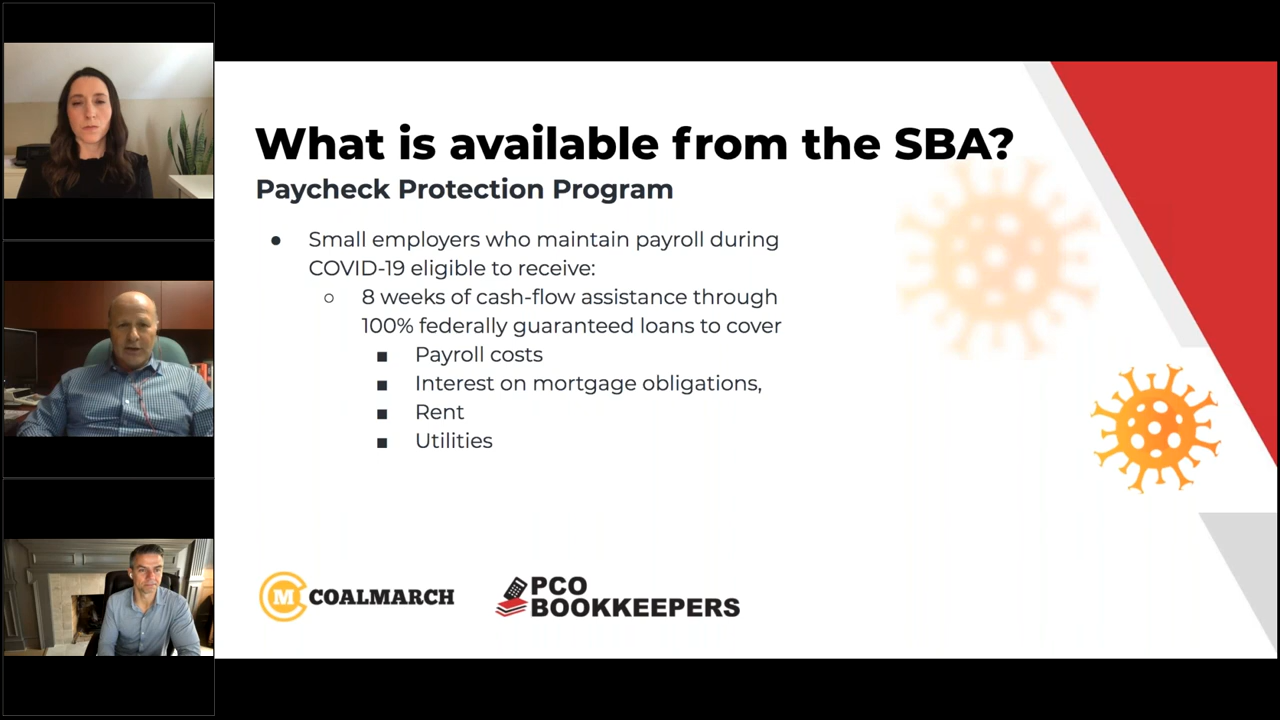 What is available from the SBA?
Paycheck Protection Program
● Small employers who maintain payroll during
COVID-19 eligible to receive:
○ 8 weeks of cash-flow assistance through
100% federally guaranteed loans to cover
■ Payroll costs
■ Interest on mortgage obligations,
■ Rent
■ Utilities
M COALMARCH
PCO
BOOKKEEPERS